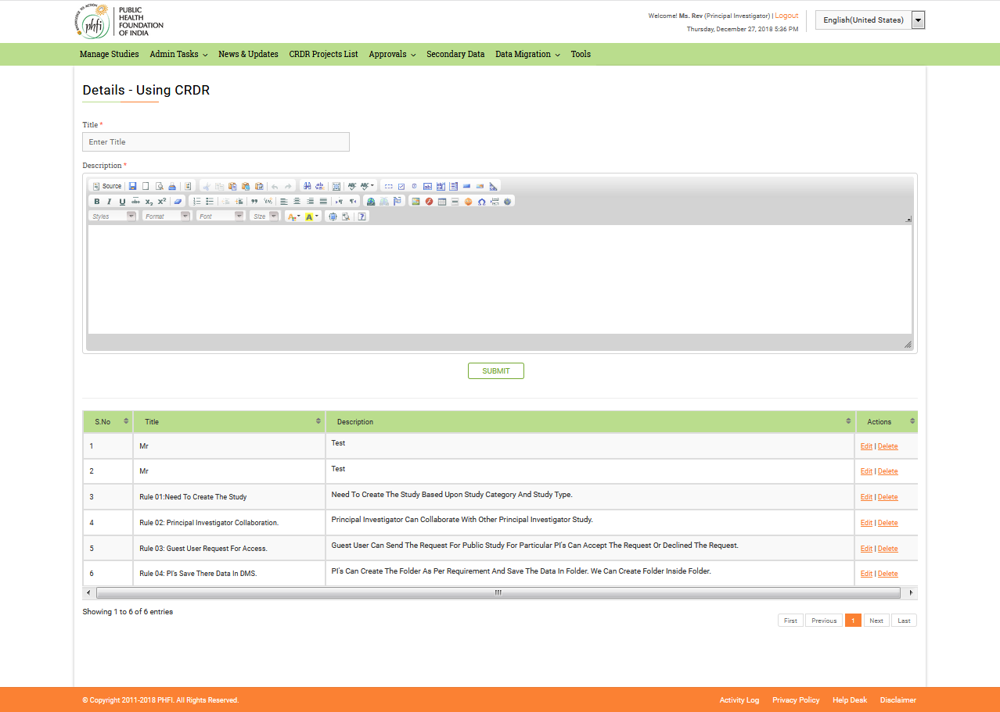 KNOWLEDGE TO ACTION
phfi
PUBLIC
HEALTH
FOUNDATION
OF INDIA
Welcome! Ms. Rev (Principal Investigator) | Logout
Thursday, December 27, 2018 5:36 PM
English(United States)
Manage Studies Admin Tasks News & Updates CRDR Projects List Approvals Secondary Data Data Migration Tools
Details - Using CRDR
Title *
Enter Title
Description *
Source
B I U abc x₂ x²
Styles Format Font Size A A ?
SUBMIT
S.No Title Description Actions
1 Mr Test Edit | Delete
2 Mr Test Edit | Delete
3 Rule 01:Need To Create The Study Need To Create The Study Based Upon Study Category And Study Type. Edit | Delete
4 Rule 02: Principal Investigator Collaboration. Principal Investigator Can Collaborate With Other Principal Investigator Study. Edit | Delete
5 Rule 03: Guest User Request For Access. Guest User Can Send The Request For Public Study For Particular PI's Can Accept The Request Or Declined The Request. Edit | Delete
6 Rule 04: PI's Save There Data In DMS. PI's Can Create The Folder As Per Requirement And Save The Data In Folder. We Can Create Folder Inside Folder. Edit | Delete
Showing 1 to 6 of 6 entries
First Previous 1 Next Last
© Copyright 2011-2018 PHFI. All Rights Reserved.
Activity Log Privacy Policy Help Desk Disclaimer